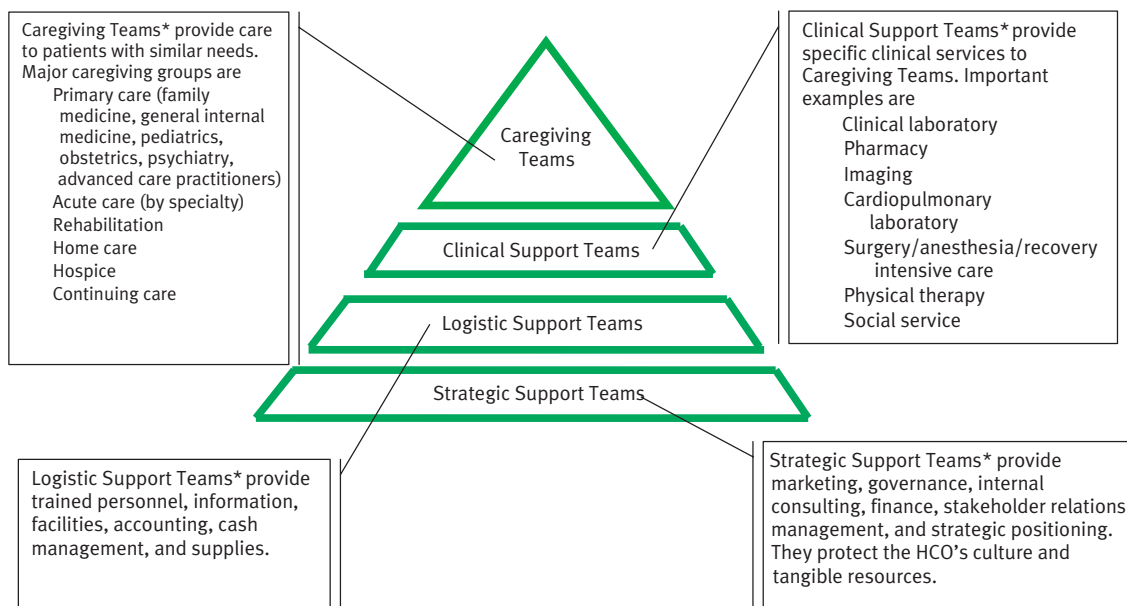 Caregiving Teams* provide care
to patients with similar needs.
Major caregiving groups are
Primary care (family
medicine, general internal
medicine, pediatrics,
obstetrics, psychiatry,
advanced care practitioners)
Acute care (by specialty)
Rehabilitation
Home care
Hospice
Continuing care
Caregiving
Teams
Clinical Support Teams
Logistic Support Teams
Strategic Support Teams
Clinical Support Teams* provide
specific clinical services to
Caregiving Teams. Important
examples are
Clinical laboratory
Pharmacy
Imaging
Cardiopulmonary
laboratory
Surgery/anesthesia/recovery
intensive care
Physical therapy
Social service
Logistic Support Teams* provide
trained personnel, information,
facilities, accounting, cash
management, and supplies.
Strategic Support Teams* provide
marketing, governance, internal
consulting, finance, stakeholder relations
management, and strategic positioning.
They protect the HCO’s culture and
tangible resources.